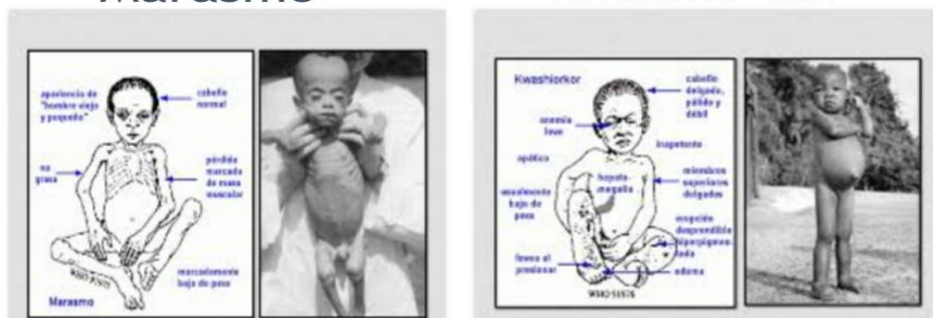 Marasmo
apariencia de
"hombre viejo
y pequeño"
cabello
normal
no
grasa
pérdida
marcada
de masa
muscular
marcadamente
bajo de peso
Marasmo
Kwashiorkor
cabello
delgado,
pálido y
débil
anemia
leve
inapetente
apático
hepato
megalia
miembros
superiores
delgados
usualmente
bajo de
peso
erupción
desprendible
hiperpigmen
tada
fovea al
presionar
edema